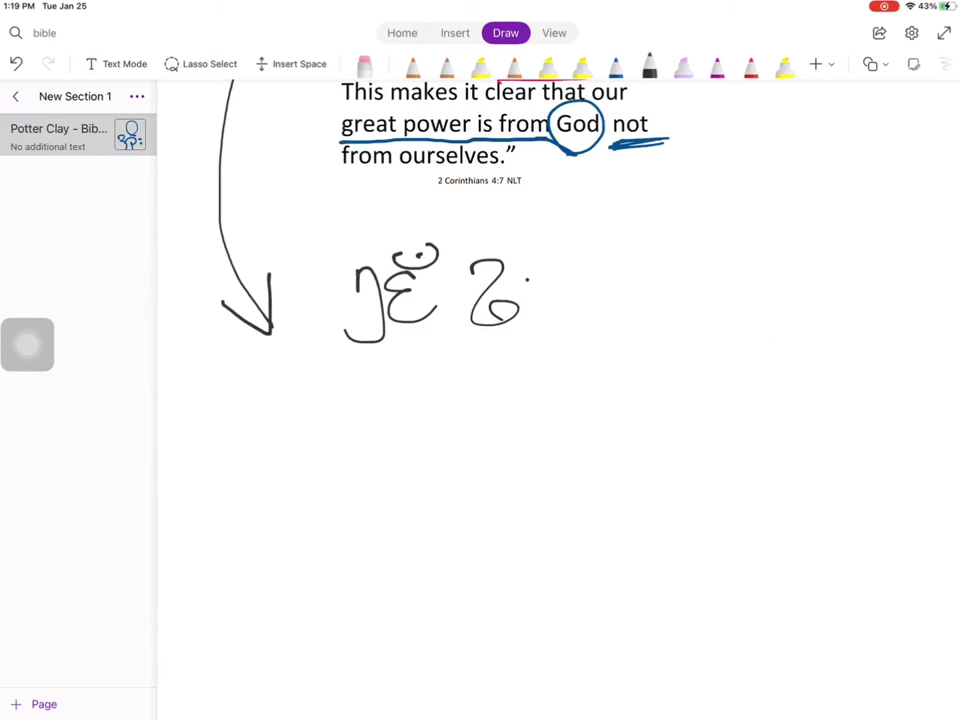 1:19 PM Tue Jan 25
43%
bible
Home Insert Draw View
Text Mode Lasso Select Insert Space
New Section 1
Potter Clay - Bib...
No additional text
This makes it clear that our
great power is from God not
from ourselves.”
2 Corinthians 4:7 NLT
Page